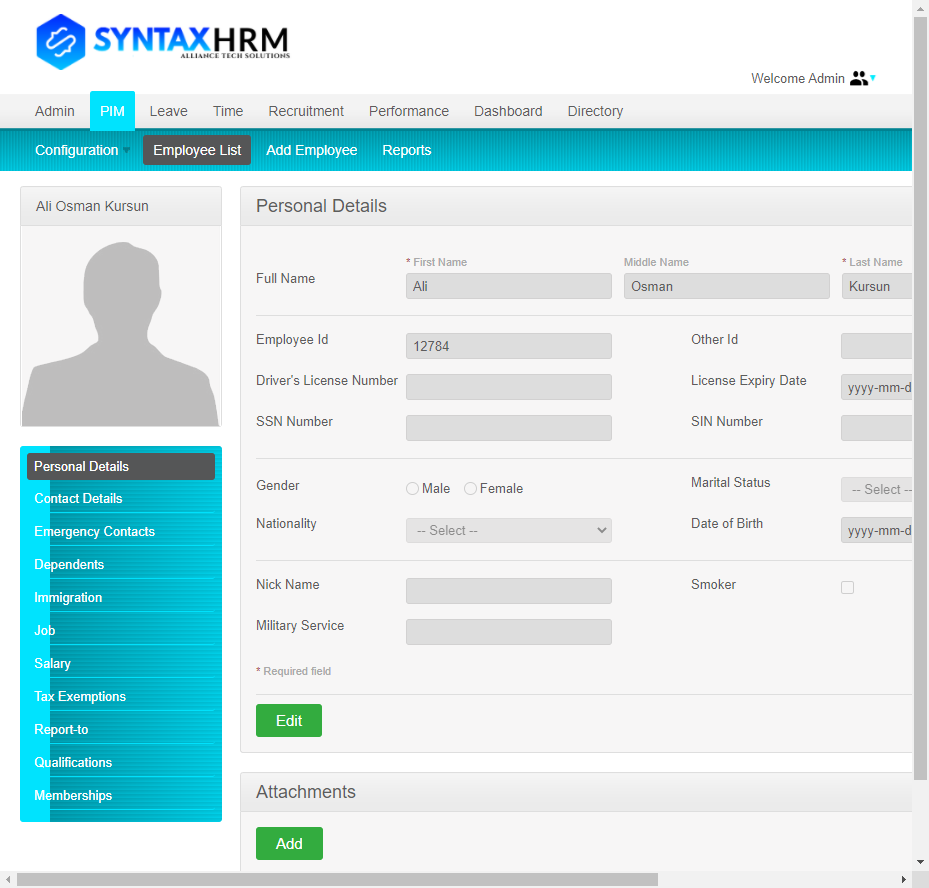 SYNTAXHRM
ALLIANCE TECH SOLUTIONS
Welcome Admin
Admin PIM Leave Time Recruitment Performance Dashboard Directory
Configuration Employee List Add Employee Reports
Ali Osman Kursun
Personal Details
Contact Details
Emergency Contacts
Dependents
Immigration
Job
Salary
Tax Exemptions
Report-to
Qualifications
Memberships
Personal Details
* First Name Middle Name * Last Name
Full Name Ali Osman Kursun
Employee Id 12784 Other Id
Driver's License Number License Expiry Date yyyy-mm-d
SSN Number SIN Number
Gender Male Female Marital Status -- Select --
Nationality -- Select -- Date of Birth yyyy-mm-d
Nick Name Smoker
Military Service
* Required field
Edit
Attachments
Add